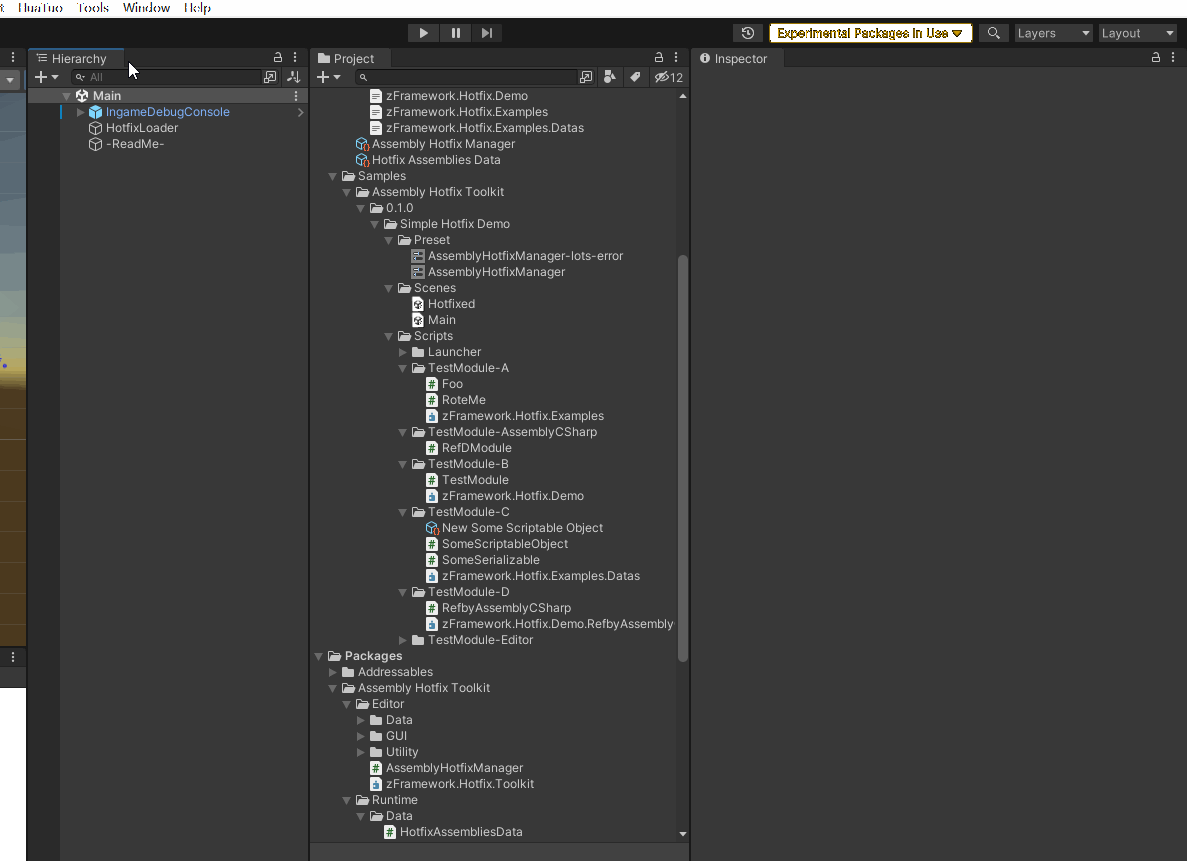 t HuaTuo Tools Window Help
Experimental Packages In Use
Layers
Layout
Hierarchy
All
Main
IngameDebugConsole
HotfixLoader
-ReadMe-
Project
12
zFramework.Hotfix.Demo
zFramework.Hotfix.Examples
zFramework.Hotfix.Examples.Datas
Assembly Hotfix Manager
Hotfix Assemblies Data
Samples
Assembly Hotfix Toolkit
0.1.0
Simple Hotfix Demo
Preset
AssemblyHotfixManager-lots-error
AssemblyHotfixManager
Scenes
Hotfixed
Main
Scripts
Launcher
TestModule-A
Foo
RoteMe
zFramework.Hotfix.Examples
TestModule-AssemblyCSharp
RefDModule
TestModule-B
TestModule
zFramework.Hotfix.Demo
TestModule-C
New Some Scriptable Object
SomeScriptableObject
SomeSerializable
zFramework.Hotfix.Examples.Datas
TestModule-D
RefbyAssemblyCSharp
zFramework.Hotfix.Demo.RefbyAssembly
TestModule-Editor
Packages
Addressables
Assembly Hotfix Toolkit
Editor
Data
GUI
Utility
AssemblyHotfixManager
zFramework.Hotfix.Toolkit
Runtime
Data
HotfixAssembliesData
Inspector